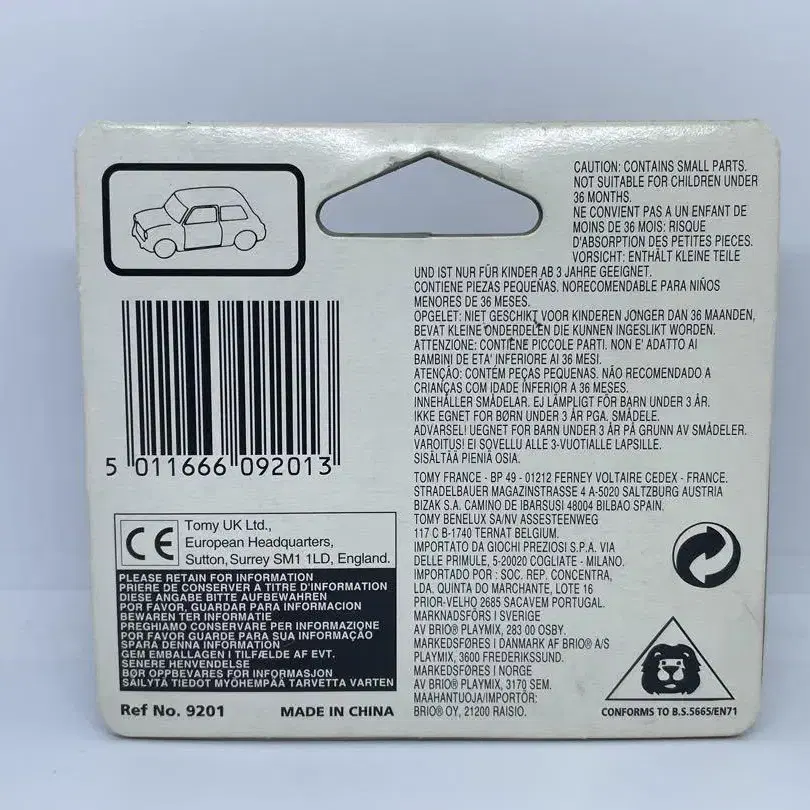 CAUTION: CONTAINS SMALL PARTS.
NOT SUITABLE FOR CHILDREN UNDER
36 MONTHS.
NE CONVIENT PAS A UN ENFANT DE
MOINS DE 36 MOIS: RISQUE
D'ABSORPTION DES PETITES PIECES.
VORSICHT: ENTHÄLT KLEINE TEILE
UND IST NUR FÜR KINDER AB 3 JAHRE GEEIGNET.
CONTIENE PIEZAS PEQUEÑAS. NORECOMENDABLE PARA NIÑOS
MENORES DE 36 MESES.
OPGELET: NIET GESCHIKT VOOR KINDEREN JONGER DAN 36 MAANDEN,
BEVAT KLEINE ONDERDELEN DIE KUNNEN INGESLIKT WORDEN.
ATTENZIONE: CONTIENE PICCOLE PARTI. NON E' ADATTO AI
BAMBINI DE ETA' INFERIORE AI 36 MESI.
ATENÇÃO: CONTÉM PEÇAS PEQUENAS. NÃO RECOMENDADO A
CRIANÇAS COM IDADE INFERIOR A 36 MESES.
INNEHÅLLER SMÅDELAR. EJ LÄMPLIGT FÖR BARN UNDER 3 ÅR.
IKKE EGNET FOR BØRN UNDER 3 ÅR PGA. SMÅDELE.
ADVARSEL! UEGNET FOR BARN UNDER 3 ÅR PÅ GRUNN AV SMÅDELER.
VAROITUS! EI SOVELLU ALLE 3-VUOTIALLE LAPSILLE.
SISÄLTÄÄ PIENIÄ OSIA.
5 011666 092013
TOMY FRANCE - BP 49 - 01212 FERNEY VOLTAIRE CEDEX - FRANCE.
STRADELBAUER MAGAZINSTRASSE 4 A-5020 SALTZBURG AUSTRIA
BIZAK S.A. CAMINO DE IBARSUSI 48004 BILBAO SPAIN.
TOMY BENELUX SA/NV ASSESTEENWEG
117 C B-1740 TERNAT BELGIUM.
IMPORTATO DA GIOCHI PREZIOSI S.P.A. VIA
DELLE PRIMULE, 5-20020 COGLIATE - MILANO.
IMPORTADO POR : SOC. REP. CONCENTRA,
LDA. QUINTA DO MARCHANTE, LOTE 16
PRIOR-VELHO 2685 SACAVEM PORTUGAL.
MARKNADSFÖRS I SVERIGE
AV BRIO® PLAYMIX, 283 00 OSBY.
MARKEDSFØRES I DANMARK AF BRIO® A/S
PLAYMIX, 3600 FREDERIKSSUND.
MARKEDSFØRES I NORGE
AV BRIO® PLAYMIX, 3170 SEM.
MAAHANTUOJA/IMPORTÖR:
BRIO® OY, 21200 RAISIO.
CE
Tomy UK Ltd.,
European Headquarters,
Sutton, Surrey SM1 1LD, England.
PLEASE RETAIN FOR INFORMATION
PRIERE DE CONSERVER A TITRE D'INFORMATION
DIESE ANGABE BITTE AUFBEWAHREN
POR FAVOR, GUARDAR PARA INFORMACION
BEWAREN TER INFORMATIE
PREGHIAMO CONSERVARE PER INFORMAZIONE
POR FAVOR GUARDE PARA SUA INFORMAÇÃO
SPARA DENNA INFORMATION
GEM EMBALLAGEN I TILFÆLDE AF EVT.
SENERE HENVENDELSE
BØR OPPBEVARES FOR INFORMASJON
SÄILYTÄ TIEDOT MYÖHEMPÄÄ TARVETTA VARTEN
Ref No. 9201
MADE IN CHINA
CONFORMS TO B.S.5665/EN71